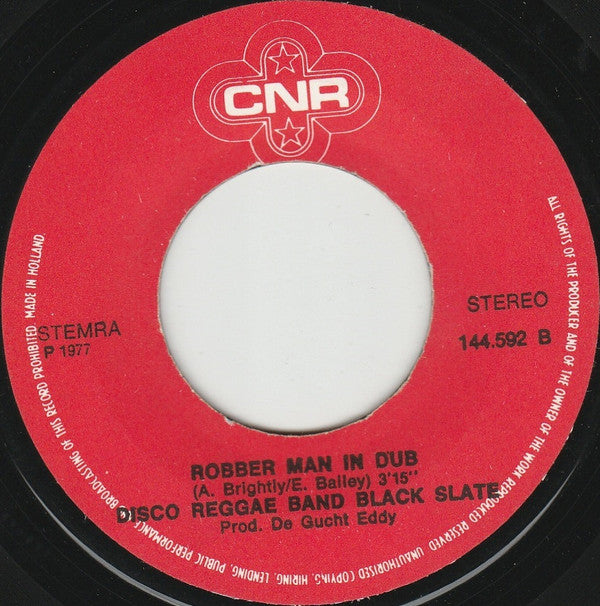 CNR
STEMRA
P 1977
STEREO
144.592 B
ROBBER MAN IN DUB
(A. Brightly/E. Bailey) 3'15"
DISCO REGGAE BAND BLACK SLATE
Prod. De Gucht Eddy
ALL RIGHTS OF THE PRODUCER AND OF THE OWNER OF THE WORK REPRODUCED RESERVED. UNAUTHORISED COPYING, HIRING, LENDING, PUBLIC PERFORMANCE BROADCASTING OF THIS RECORD PROHIBITED. MADE IN HOLLAND.